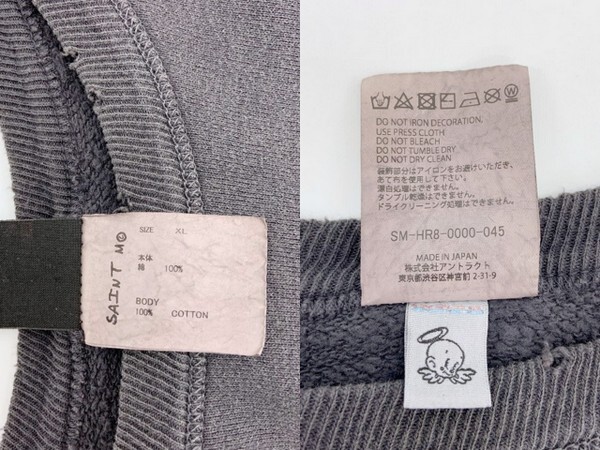 SAINT M
SIZE XL
本体
綿 100%
BODY
100% COTTON
DO NOT IRON DECORATION.
USE PRESS CLOTH
DO NOT BLEACH
DO NOT TUMBLE DRY
DO NOT DRY CLEAN
装飾部分はアイロンをお避けいただき、
あて布を使用してください。
漂白処理はできません。
タンブル乾燥はできません。
ドライクリーニング処理はできません。
SM-HR8-0000-045
MADE IN JAPAN
株式会社アントラクト
東京都渋谷区神宮前 2-31-9